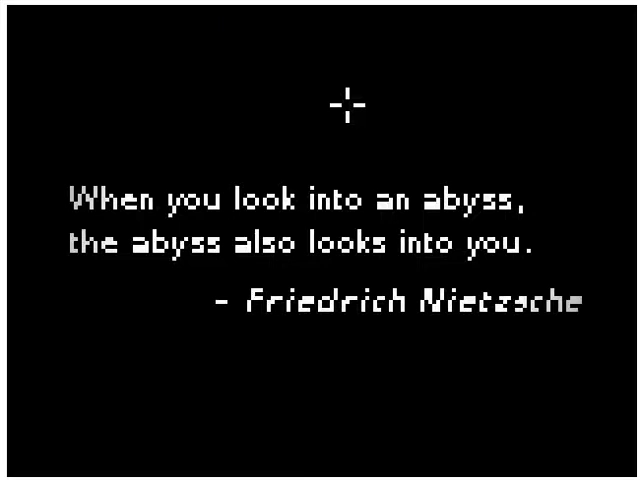 When you look into an abyss,
the abyss also looks into you.
- Friedrich Nietzsche